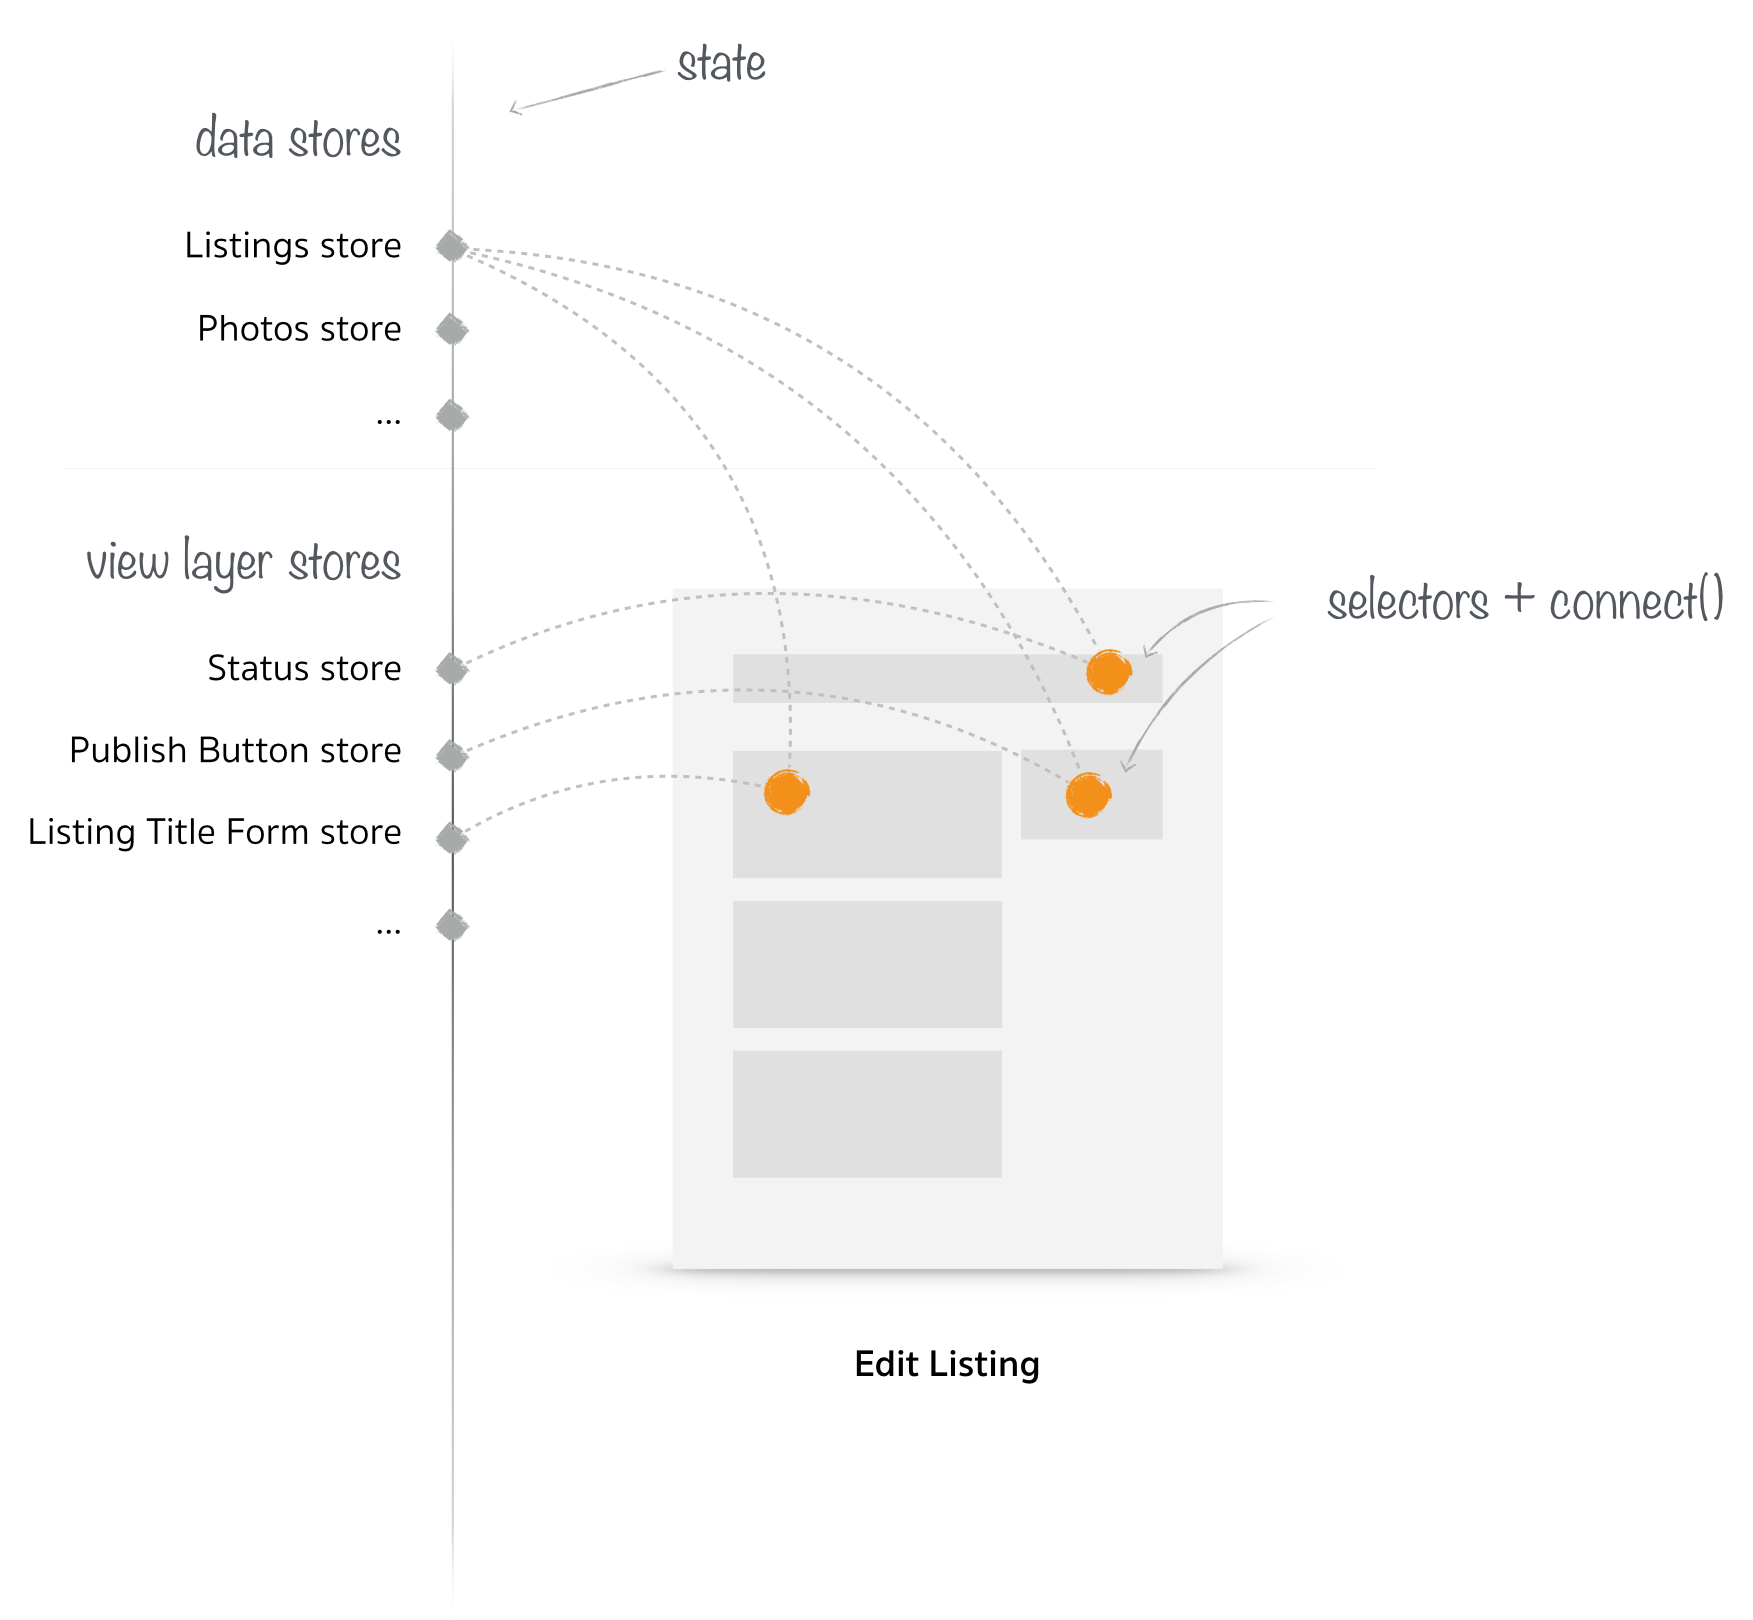 state
data stores
Listings store
Photos store
...
view layer stores
selectors + connect()
Status store
Publish Button store
Listing Title Form store
...
Edit Listing